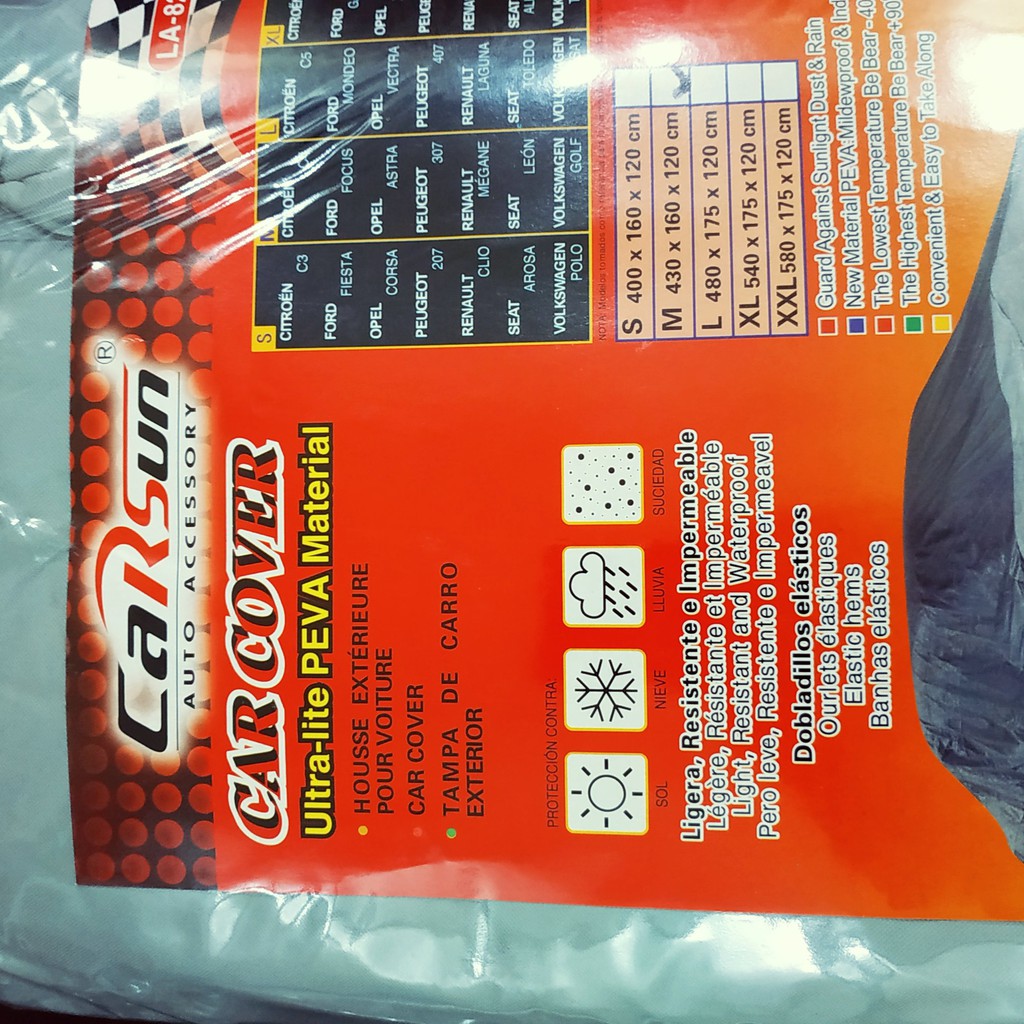 CARSun®
AUTO ACCESSORY
CAR COVER
Ultra-lite PEVA Material
• HOUSSE EXTÉRIEURE
POUR VOITURE
• CAR COVER
• TAMPA DE CARRO
EXTERIOR
PROTECCIÓN CONTRA:
SOL
NIEVE
LLUVIA
SUCIEDAD
Ligera, Resistente e Impermeable
Légère, Résistante et Imperméable
Light, Resistant and Waterproof
Pero leve, Resistente e Impermeavel
Dobladillos elásticos
Ourlets élastiques
Elastic hems
Banhas elásticos
LA-82
S L XL
CITROËN C3 CITROËN C5 CITROËN
FORD FIESTA FORD FOCUS FORD MONDEO FORD
OPEL CORSA OPEL ASTRA OPEL VECTRA OPEL
PEUGEOT 207 PEUGEOT 307 PEUGEOT 407
RENAULT CLIO RENAULT MÉGANE RENAULT LAGUNA
SEAT AROSA SEAT LEÓN SEAT TOLEDO SEAT
VOLKSWAGEN POLO VOLKSWAGEN GOLF VOLKSWAGEN
NOTA: Modelos tomados
S 400 x 160 x 120 cm
M 430 x 160 x 120 cm
L 480 x 175 x 120 cm
XL 540 x 175 x 120 cm
XXL 580 x 175 x 120 cm
Guard Against Sunlight Dust & Rain
New Material PEVA Mildewproof &
The Lowest Temperature Be Bear-40
The Highest Temperature Be Bear+90
Convenient & Easy to Take Along